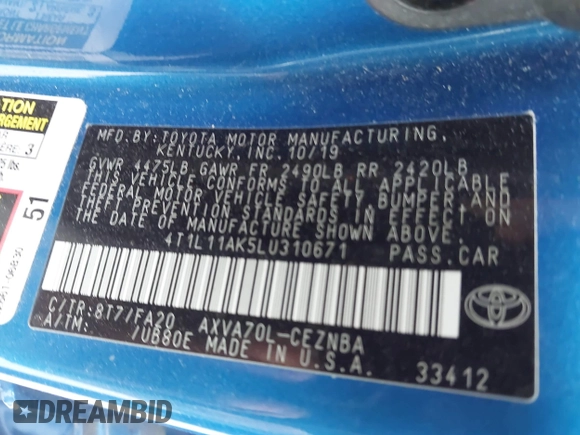 MFD. BY: TOYOTA MOTOR MANUFACTURING,
KENTUCKY, INC. 10/19
GVWR 4475LB GAWR FR 2490LB RR 2420LB
THIS VEHICLE CONFORMS TO ALL APPLICABLE
FEDERAL MOTOR VEHICLE SAFETY, BUMPER, AND
THEFT PREVENTION STANDARDS IN EFFECT ON
THE DATE OF MANUFACTURE SHOWN ABOVE.
4T1L11AK5LU310671 PASS.CAR
C/TR: 8T7/FA20 AXVA70L-CEZNBA
A/TM: /UB80E MADE IN U.S.A.
33412
TOYOTA
3
51
DREAMBID